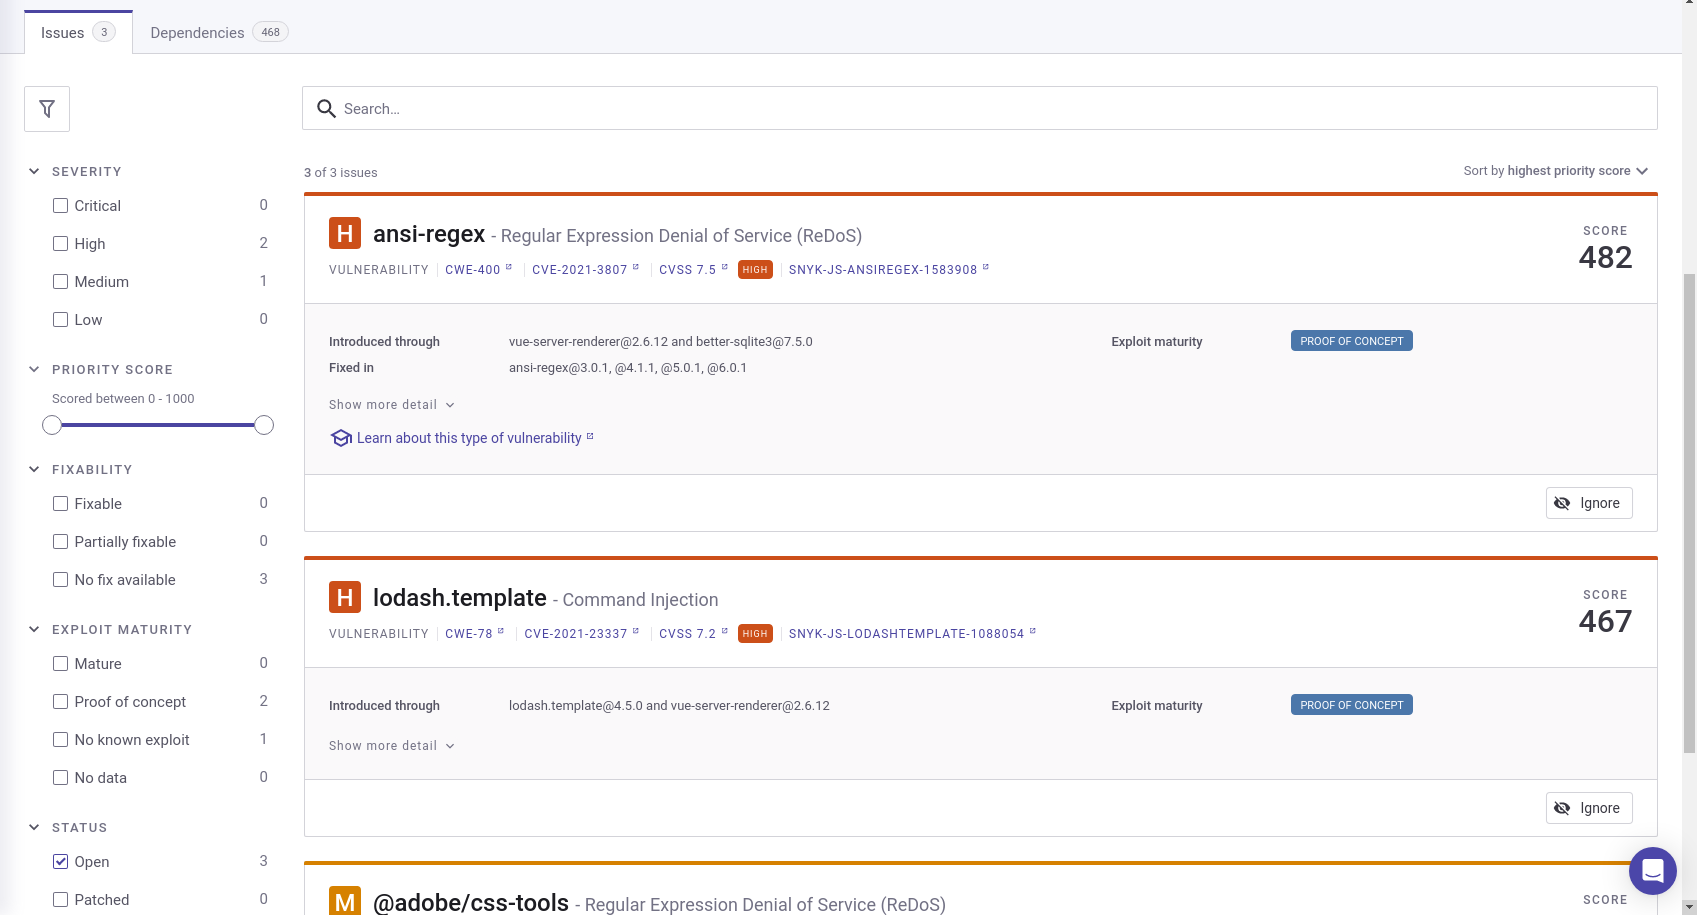 Issues 3 Dependencies 468
Search...
SEVERITY
Critical 0
High 2
Medium 1
Low 0
PRIORITY SCORE
Scored between 0 - 1000
FIXABILITY
Fixable 0
Partially fixable 0
No fix available 3
EXPLOIT MATURITY
Mature 0
Proof of concept 2
No known exploit 1
No data 0
STATUS
Open 3
Patched 0
3 of 3 issues Sort by highest priority score
H ansi-regex - Regular Expression Denial of Service (ReDoS)
SCORE
482
VULNERABILITY CWE-400 CVE-2021-3807 CVSS 7.5 HIGH SNYK-JS-ANSIREGEX-1583908
Introduced through vue-server-renderer@2.6.12 and better-sqlite3@7.5.0 Exploit maturity PROOF OF CONCEPT
Fixed in ansi-regex@3.0.1, @4.1.1, @5.0.1, @6.0.1
Show more detail
Learn about this type of vulnerability
Ignore
H lodash.template - Command Injection
SCORE
467
VULNERABILITY CWE-78 CVE-2021-23337 CVSS 7.2 HIGH SNYK-JS-LODASHTEMPLATE-1088054
Introduced through lodash.template@4.5.0 and vue-server-renderer@2.6.12 Exploit maturity PROOF OF CONCEPT
Show more detail
Ignore
M @adobe/css-tools - Regular Expression Denial of Service (ReDoS)
SCORE